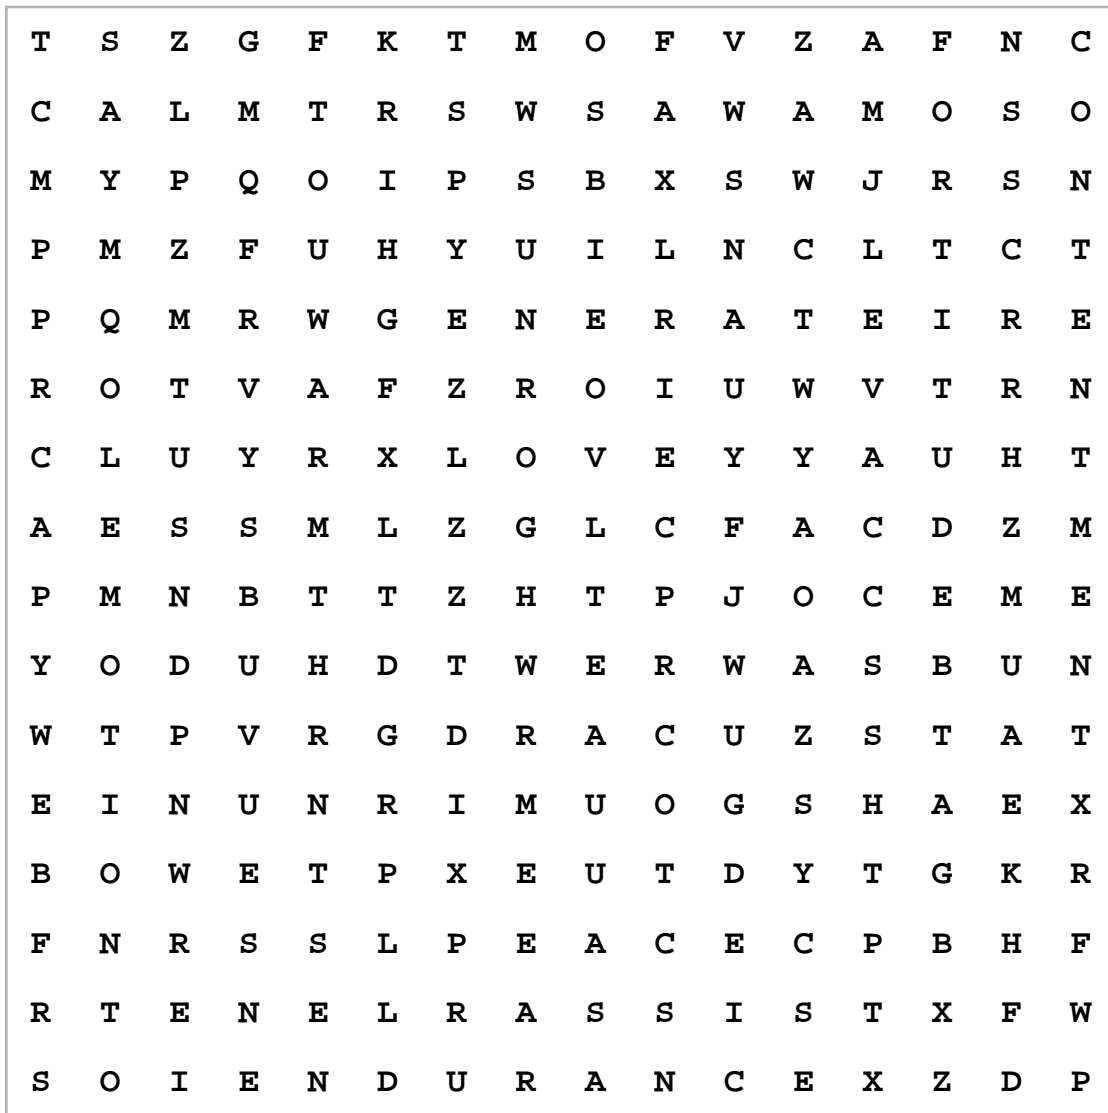 T S Z G F K T M O F V Z A F N C
C A L M T R S W S A W A M O S O
M Y P Q O I P S B X S W J R S N
P M Z F U H Y U I L N C L T C T
P Q M R W G E N E R A T E I R E
R O T V A F Z R O I U W V T R N
C L U Y R X L O V E Y Y A U H T
A E S S M L Z G L C F A C D Z M
P M N B T T Z H T P J O C E M E
Y O D U H D T W E R W A S B U N
W T P V R G D R A C U Z S T A T
E I N U N R I M U O G S H A E X
B O W E T P X E U T D Y T G K R
F N R S S L P E A C E C P B H F
R T E N E L R A S S I S T X F W
S O I E N D U R A N C E X Z D P